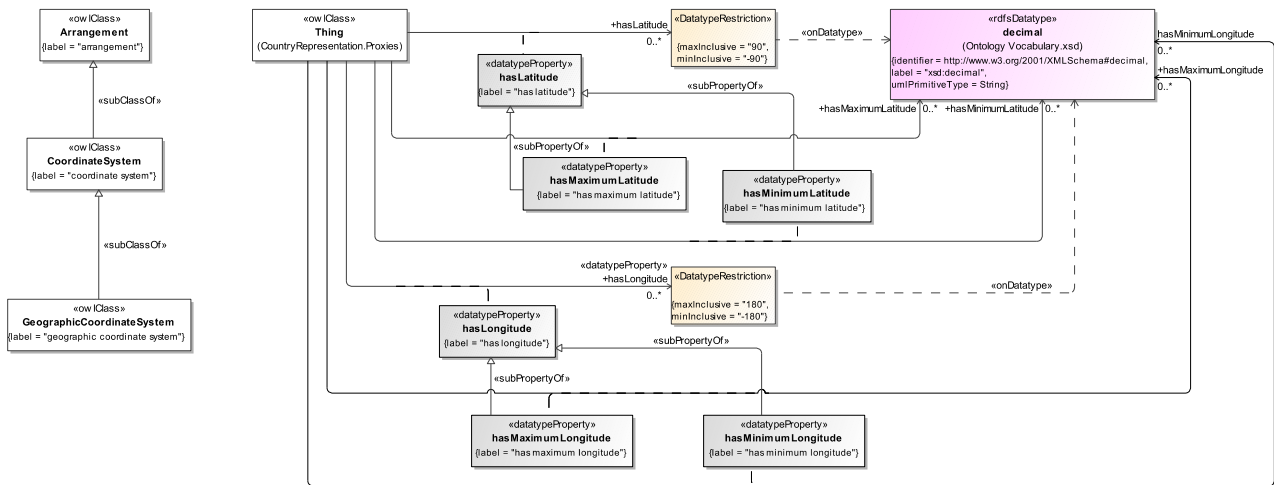 «owlClass»
Arrangement
{label = "arrangement"}
«subClassOf»
«owlClass»
CoordinateSystem
{label = "coordinate system"}
«subClassOf»
«owlClass»
GeographicCoordinateSystem
{label = "geographic coordinate system"}
«owlClass»
Thing
(CountryRepresentation.Proxies)
+hasLatitude
0..*
«DatatypeRestriction»
{maxInclusive = "90",
minInclusive = "-90"}
«onDatatype»
«rdfsDatatype»
decimal
(Ontology Vocabulary.xsd)
{identifier = http://www.w3.org/2001/XMLSchema#decimal,
label = "xsd:decimal",
umlPrimitiveType = String}
hasMinimumLongitude
0..*
+hasMaximumLongitude
0..*
«datatypeProperty»
hasLatitude
{label = "has latitude"}
«subPropertyOf»
+hasMaximumLatitude 0..*
+hasMinimumLatitude 0..*
«subPropertyOf»
«datatypeProperty»
hasMaximumLatitude
{label = "has maximum latitude"}
«datatypeProperty»
hasMinimumLatitude
{label = "has minimum latitude"}
«datatypeProperty»
+hasLongitude
0..*
«DatatypeRestriction»
{maxInclusive = "180",
minInclusive = "-180"}
«onDatatype»
«datatypeProperty»
hasLongitude
{label = "has longitude"}
«subPropertyOf»
«subPropertyOf»
«datatypeProperty»
hasMaximumLongitude
{label = "has maximum longitude"}
«datatypeProperty»
hasMinimumLongitude
{label = "has minimum longitude"}